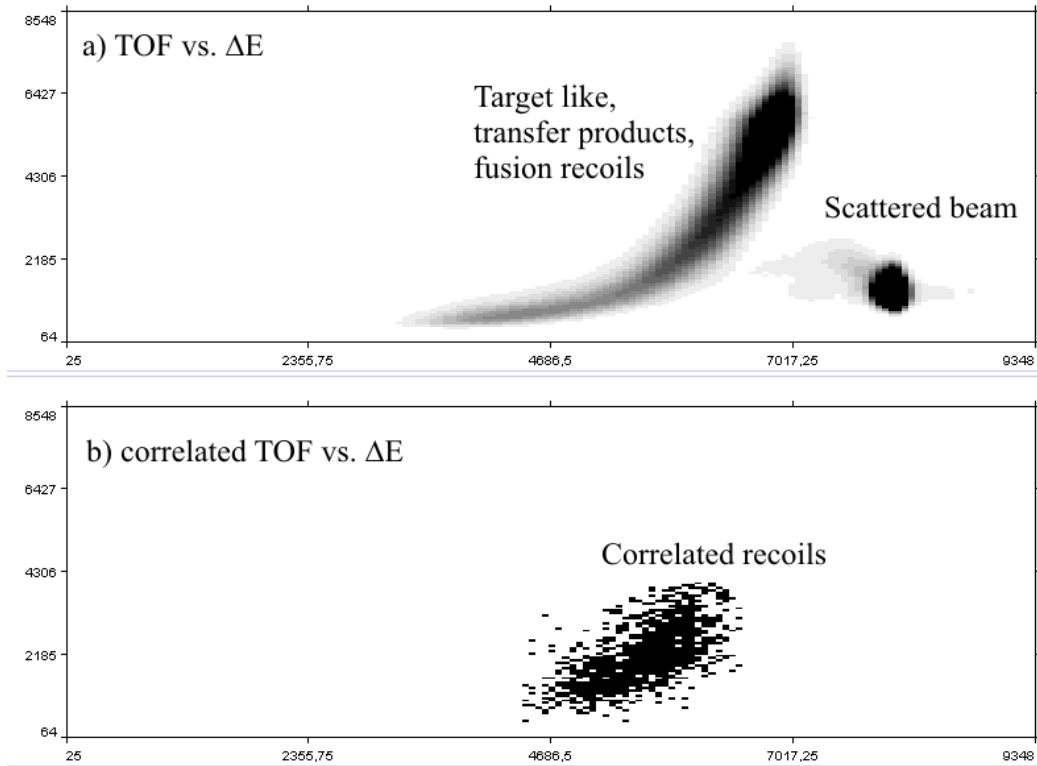 8548
a) TOF vs. ΔE
6427
Target like,
transfer products,
fusion recoils
4306
Scattered beam
2185
64
25 2355,75 4686,5 7017,25 9348
8548
b) correlated TOF vs. ΔE
6427
Correlated recoils
4306
2185
64
25 2355,75 4686,5 7017,25 9348